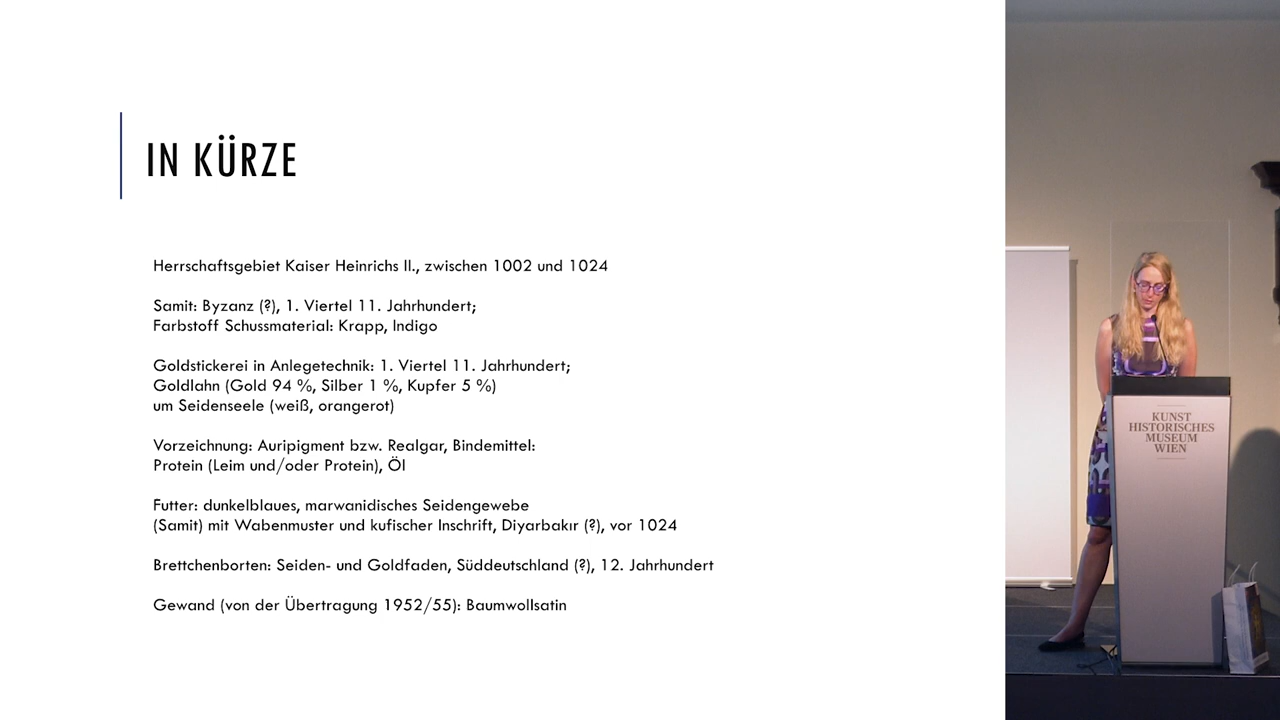 IN KÜRZE
Herrschaftsgebiet Kaiser Heinrichs II., zwischen 1002 und 1024
Samit: Byzanz (?), 1. Viertel 11. Jahrhundert;
Farbstoff Schussmaterial: Krapp, Indigo
Goldstickerei in Anlegetechnik: 1. Viertel 11. Jahrhundert;
Goldlahn (Gold 94 %, Silber 1 %, Kupfer 5 %)
um Seidenseele (weiß, orangerot)
Vorzeichnung: Auripigment bzw. Realgar, Bindemittel:
Protein (Leim und/oder Protein), Öl
Futter: dunkelblaues, marwanidisches Seidengewebe
(Samit) mit Wabenmuster und kufischer Inschrift, Diyarbakır (?), vor 1024
Brettchenborten: Seiden- und Goldfaden, Süddeutschland (?), 12. Jahrhundert
Gewand (von der Übertragung 1952/55): Baumwollsatin
KUNST
HISTORISCHES
MUSEUM
WIEN